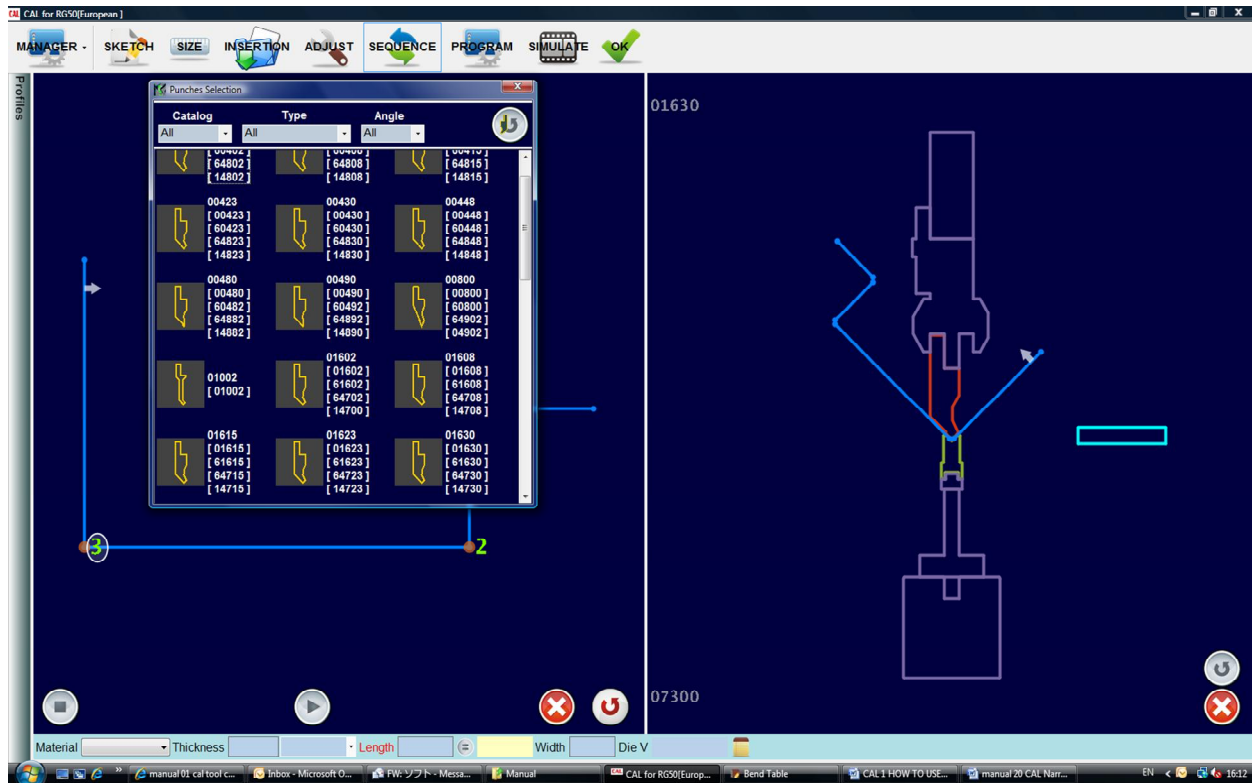 CAL CAL for RG50[European ]
MANAGER SKETCH SIZE INSERTION ADJUST SEQUENCE PROGRAM SIMULATE OK
Profiles
Punches Selection
Catalog Type Angle
All All All
[ 64802 ]
[ 14802 ]
[ 64808 ]
[ 14808 ]
[ 64815 ]
[ 14815 ]
00423
[ 00423 ]
[ 60423 ]
[ 64823 ]
[ 14823 ]
00430
[ 00430 ]
[ 60430 ]
[ 64830 ]
[ 14830 ]
00448
[ 00448 ]
[ 60448 ]
[ 64848 ]
[ 14848 ]
00480
[ 00480 ]
[ 60482 ]
[ 64882 ]
[ 14882 ]
00490
[ 00490 ]
[ 60492 ]
[ 64892 ]
[ 14890 ]
00800
[ 00800 ]
[ 60800 ]
[ 64902 ]
[ 04902 ]
01002
[ 01002 ]
01602
[ 01602 ]
[ 61602 ]
[ 64702 ]
[ 14700 ]
01608
[ 01608 ]
[ 61608 ]
[ 64708 ]
[ 14708 ]
01615
[ 01615 ]
[ 61615 ]
[ 64715 ]
[ 14715 ]
01623
[ 01623 ]
[ 61623 ]
[ 64723 ]
[ 14723 ]
01630
[ 01630 ]
[ 61630 ]
[ 64730 ]
[ 14730 ]
3
2
01630
07300
Material Thickness Length Width Die V
manual 01 cal tool c... Inbox - Microsoft O... FW: ソフト - Messa... Manual CAL CAL for RG50[Europ... Bend Table CAL 1 HOW TO USE... manual 20 CAL Narr... EN 16:12